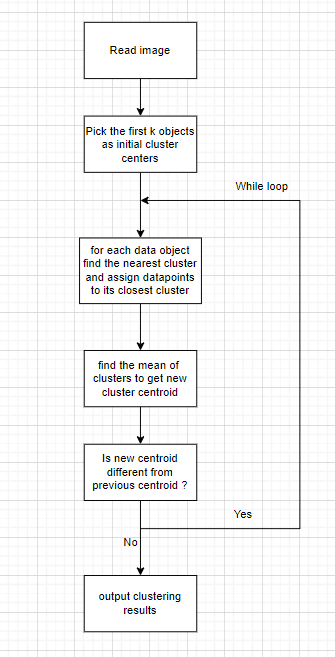 Read image
Pick the first k objects
as initial cluster
centers
While loop
for each data object
find the nearest cluster
and assign datapoints
to its closest cluster
find the mean of
clusters to get new
cluster centroid
Is new centroid
different from
previous centroid ?
Yes
No
output clustering
results